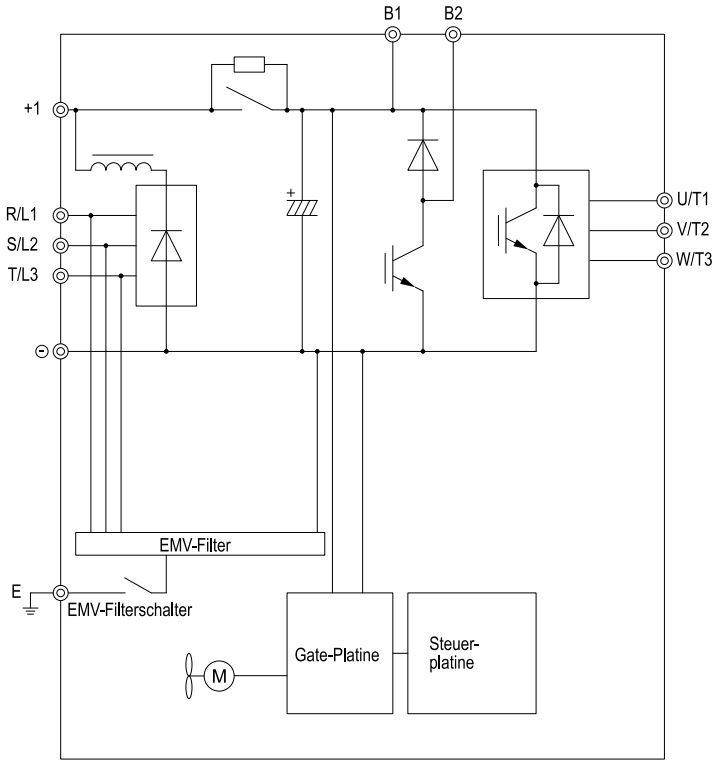 B1
B2
+1
+
R/L1
S/L2
T/L3
U/T1
V/T2
W/T3
−
EMV-Filter
E
EMV-Filterschalter
Gate-Platine
Steuer-
platine
M